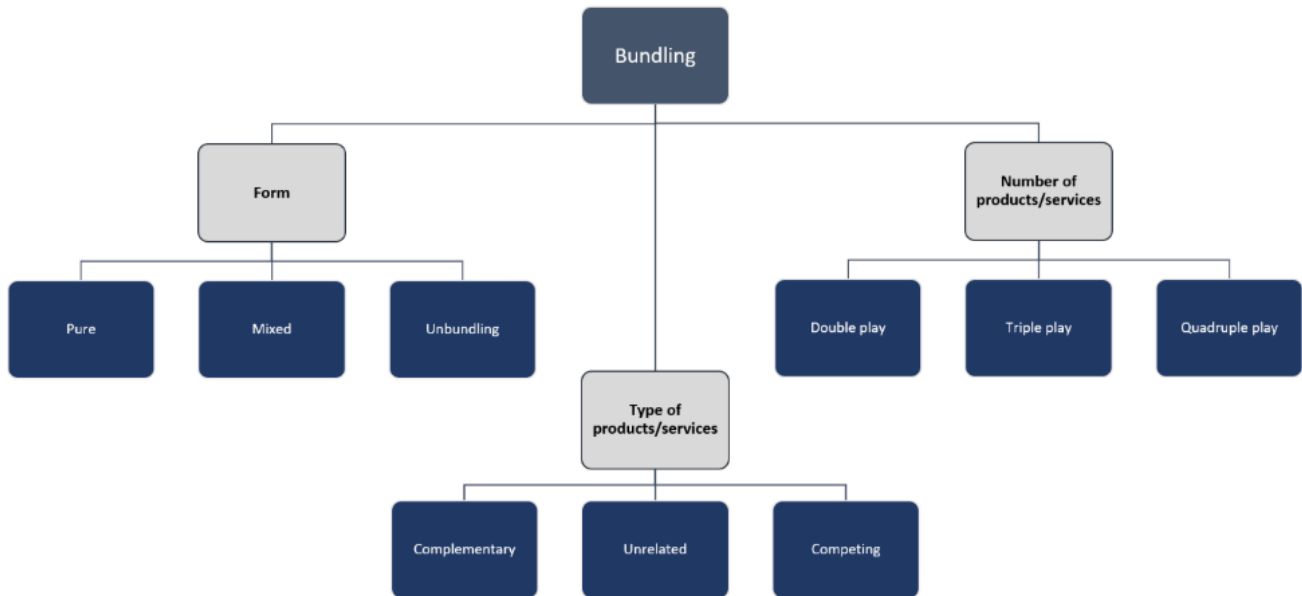 Bundling
Form
Number of
products/services
Pure
Mixed
Unbundling
Double play
Triple play
Quadruple play
Type of
products/services
Complementary
Unrelated
Competing